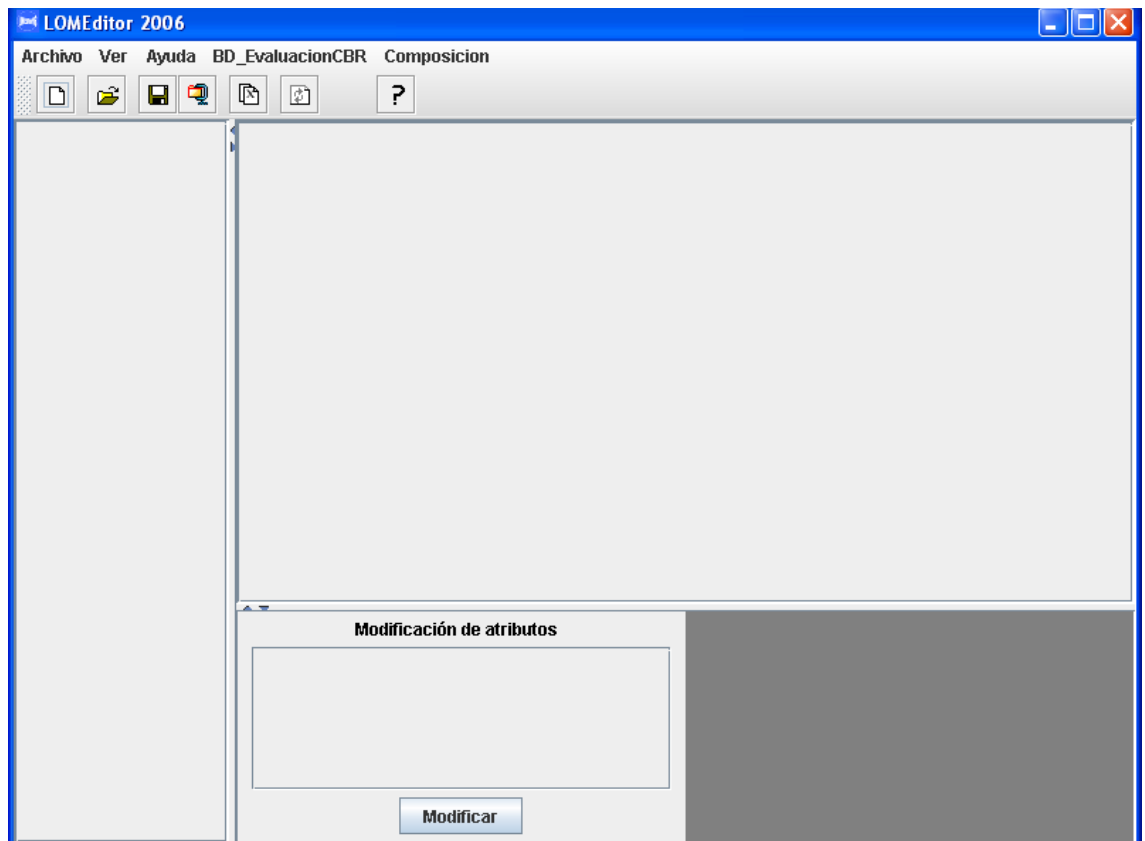 LOMEditor 2006
Archivo Ver Ayuda BD_EvaluacionCBR Composicion
?
Modificación de atributos
Modificar